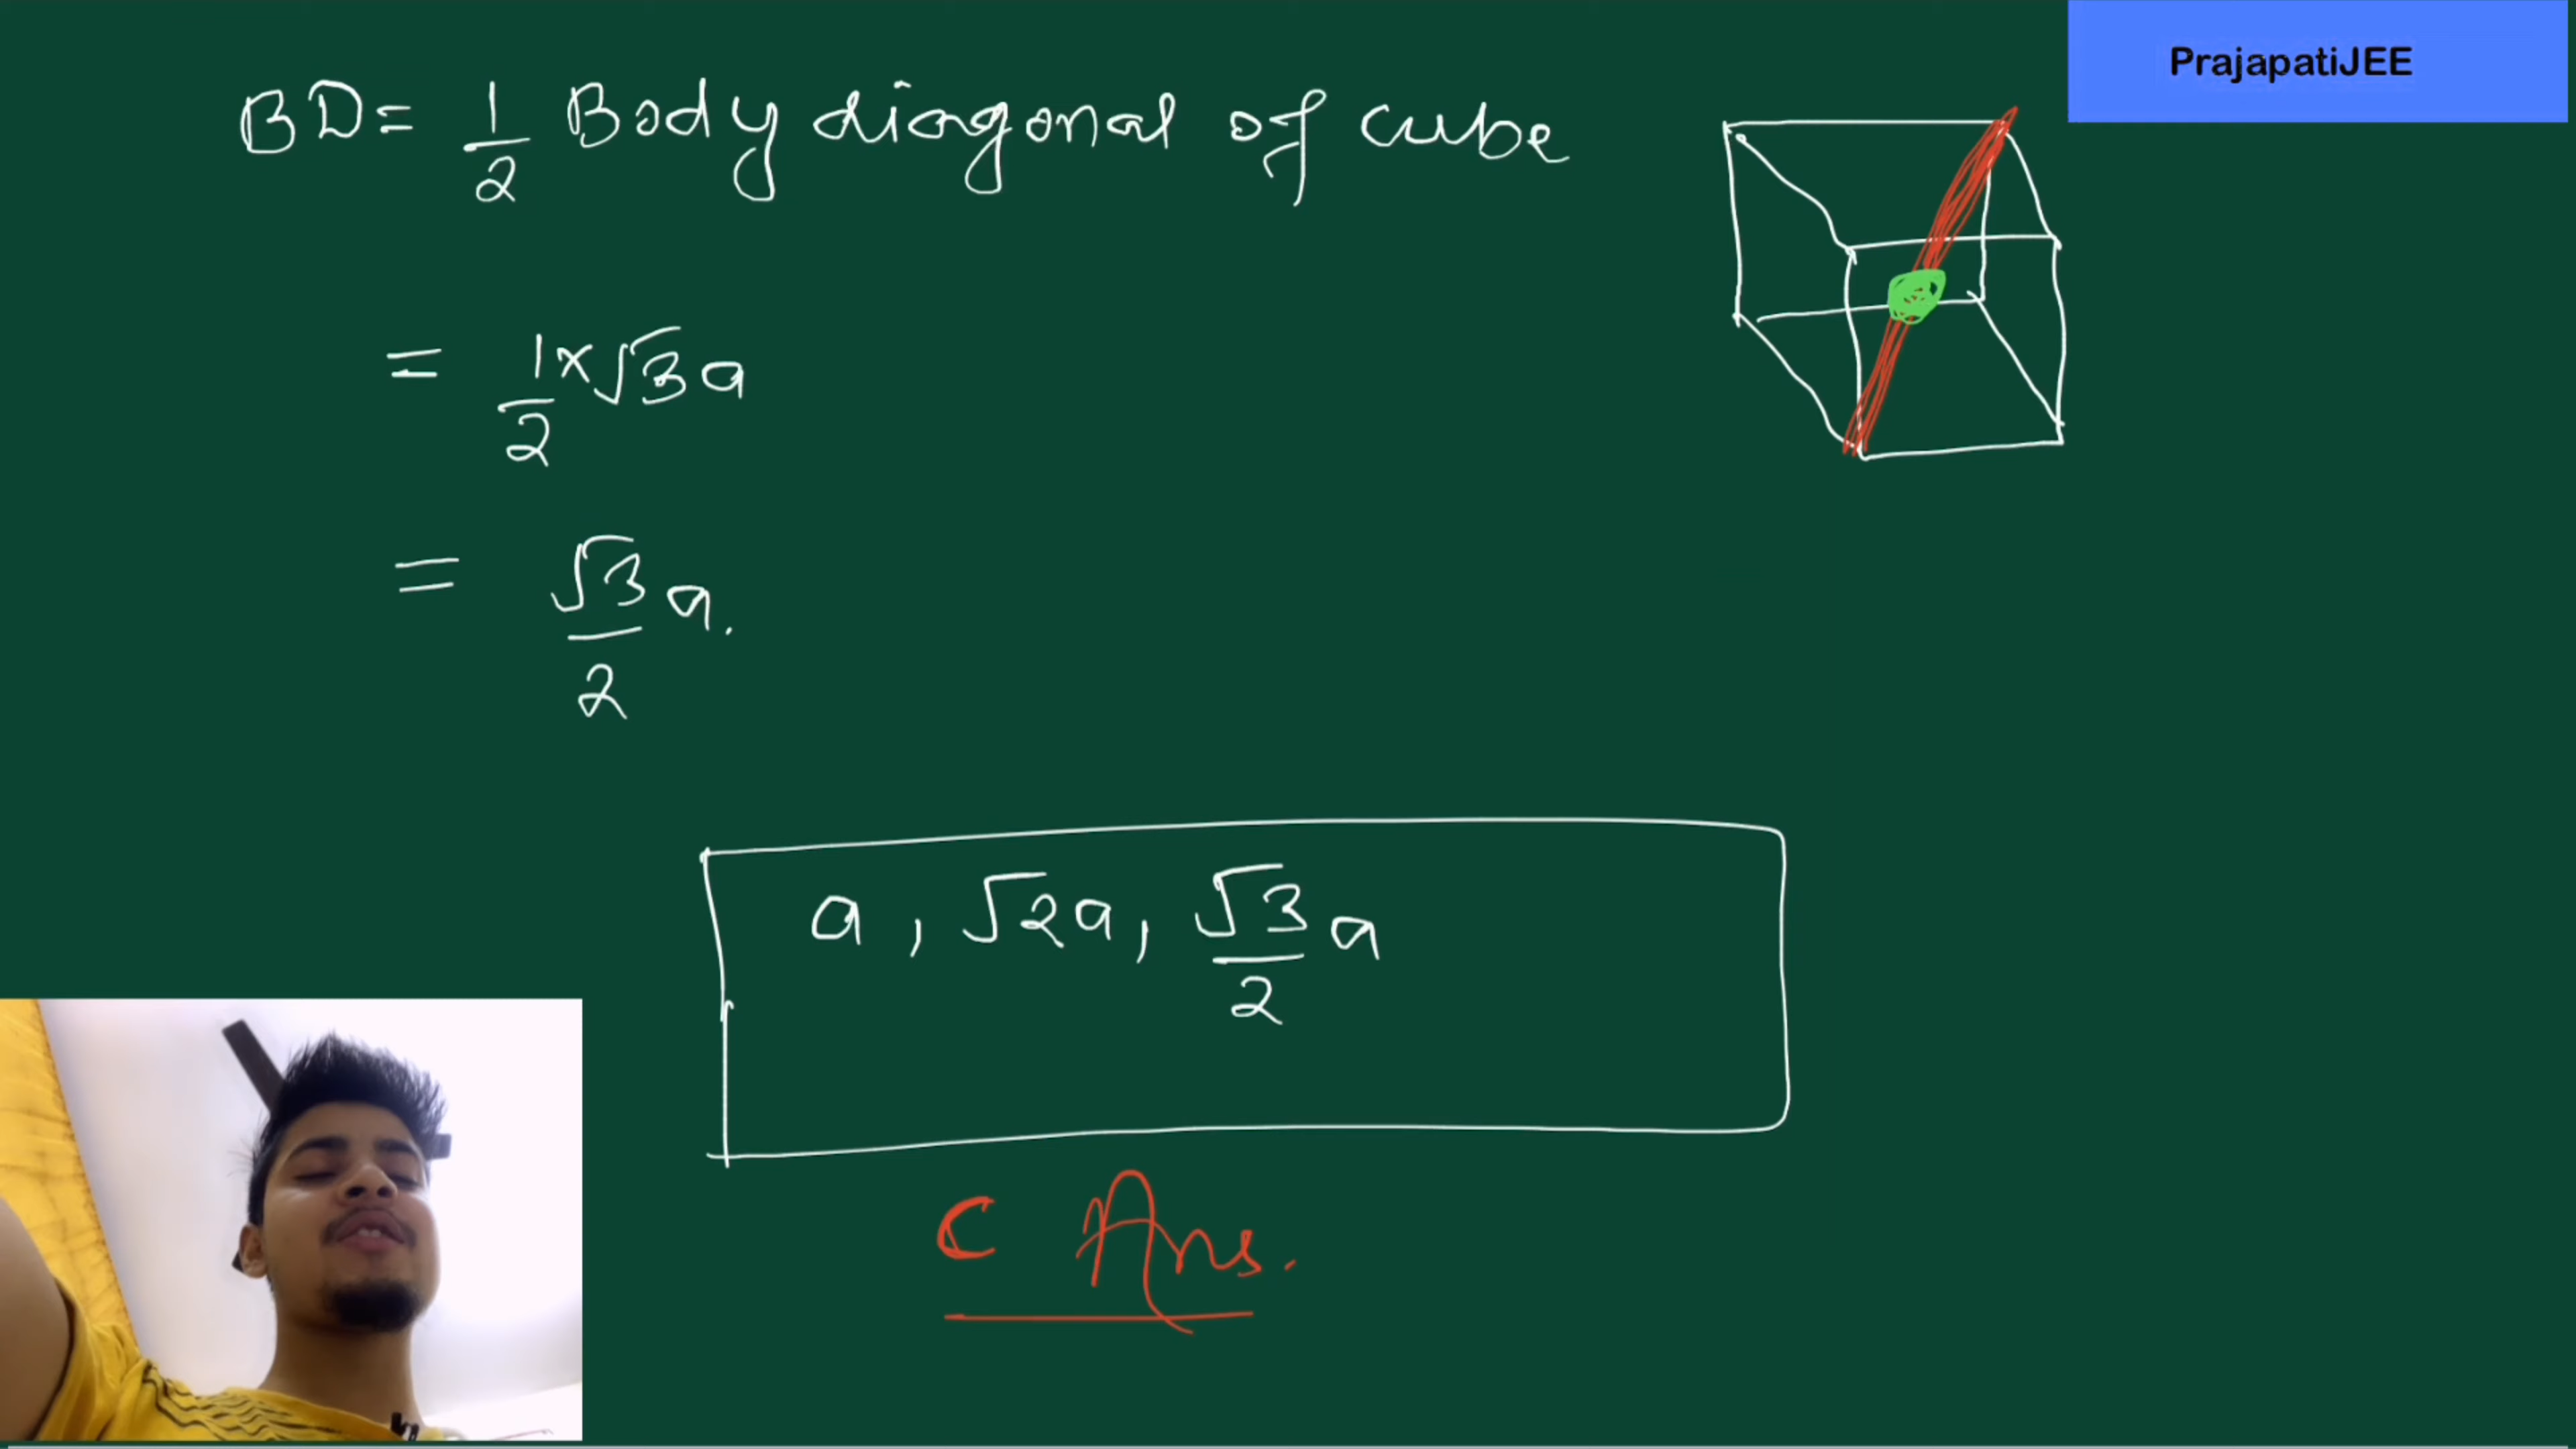 PrajapatiJEE
BD = 1/2 Body diagonal of cube
= 1/2 × √3 a
= √3/2 a.
a, √2a, √3/2 a
C Ans.